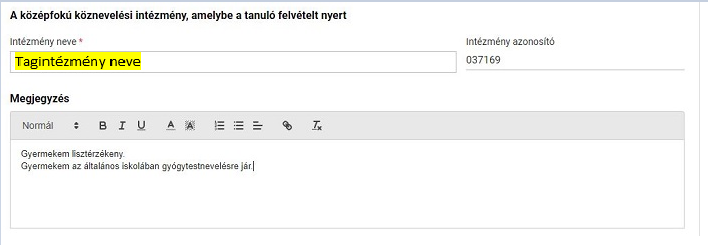 A középfokú köznevelési intézmény, amelybe a tanuló felvételt nyert
Intézmény neve *
Intézmény azonosító
Tagintézmény neve
037169
Megjegyzés
Normál B I U A A
Gyermekem lisztérzékeny.
Gyermekem az általános iskolában gyógytestnevelésre jár.